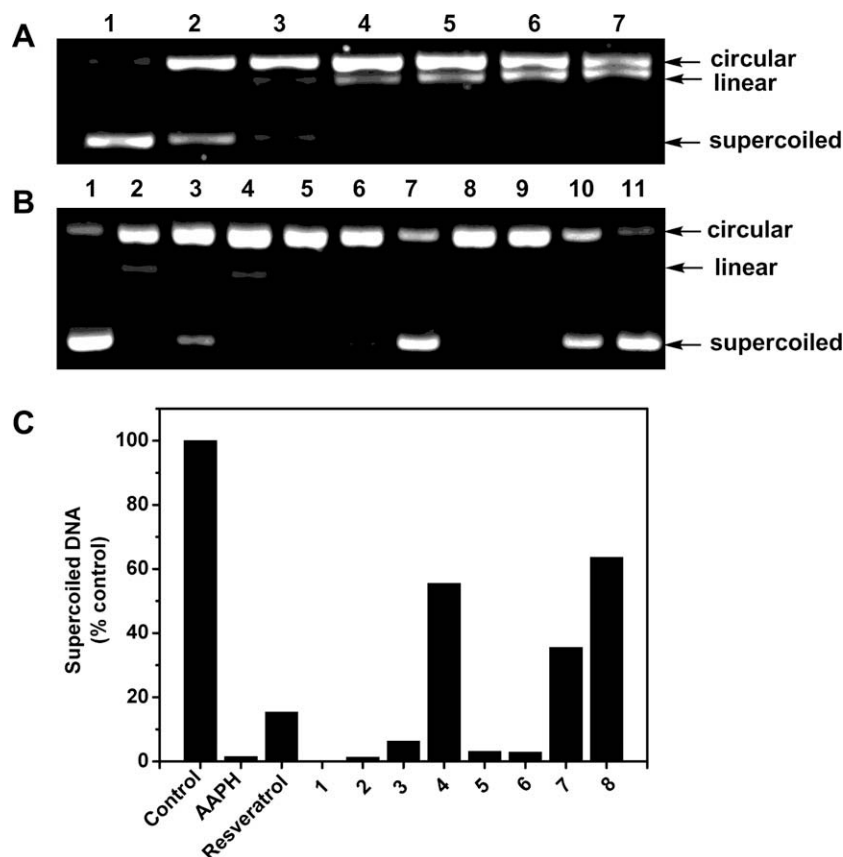 A
1 2 3 4 5 6 7
circular
linear
supercoiled
B
1 2 3 4 5 6 7 8 9 10 11
circular
linear
supercoiled
C
Supercoiled DNA
(% control)
100
80
60
40
20
0
Control AAPH Resveratrol 1 2 3 4 5 6 7 8